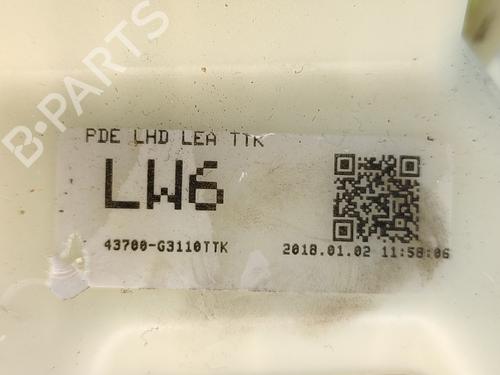 B-PARTS
PDE LHD LEA TTK
LW6
43700-G3110TTK
2018.01.02 11:58:06